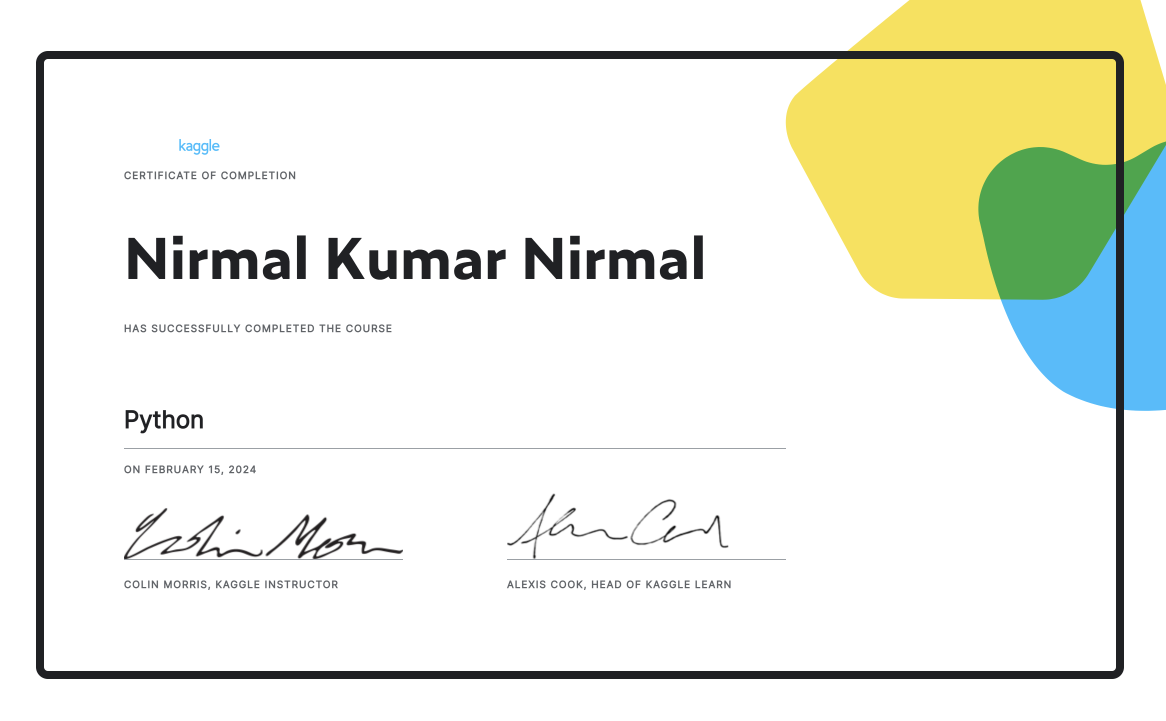 kaggle
CERTIFICATE OF COMPLETION
Nirmal Kumar Nirmal
HAS SUCCESSFULLY COMPLETED THE COURSE
Python
ON FEBRUARY 15, 2024
Colin Morris
Alexis Cook
COLIN MORRIS, KAGGLE INSTRUCTOR
ALEXIS COOK, HEAD OF KAGGLE LEARN